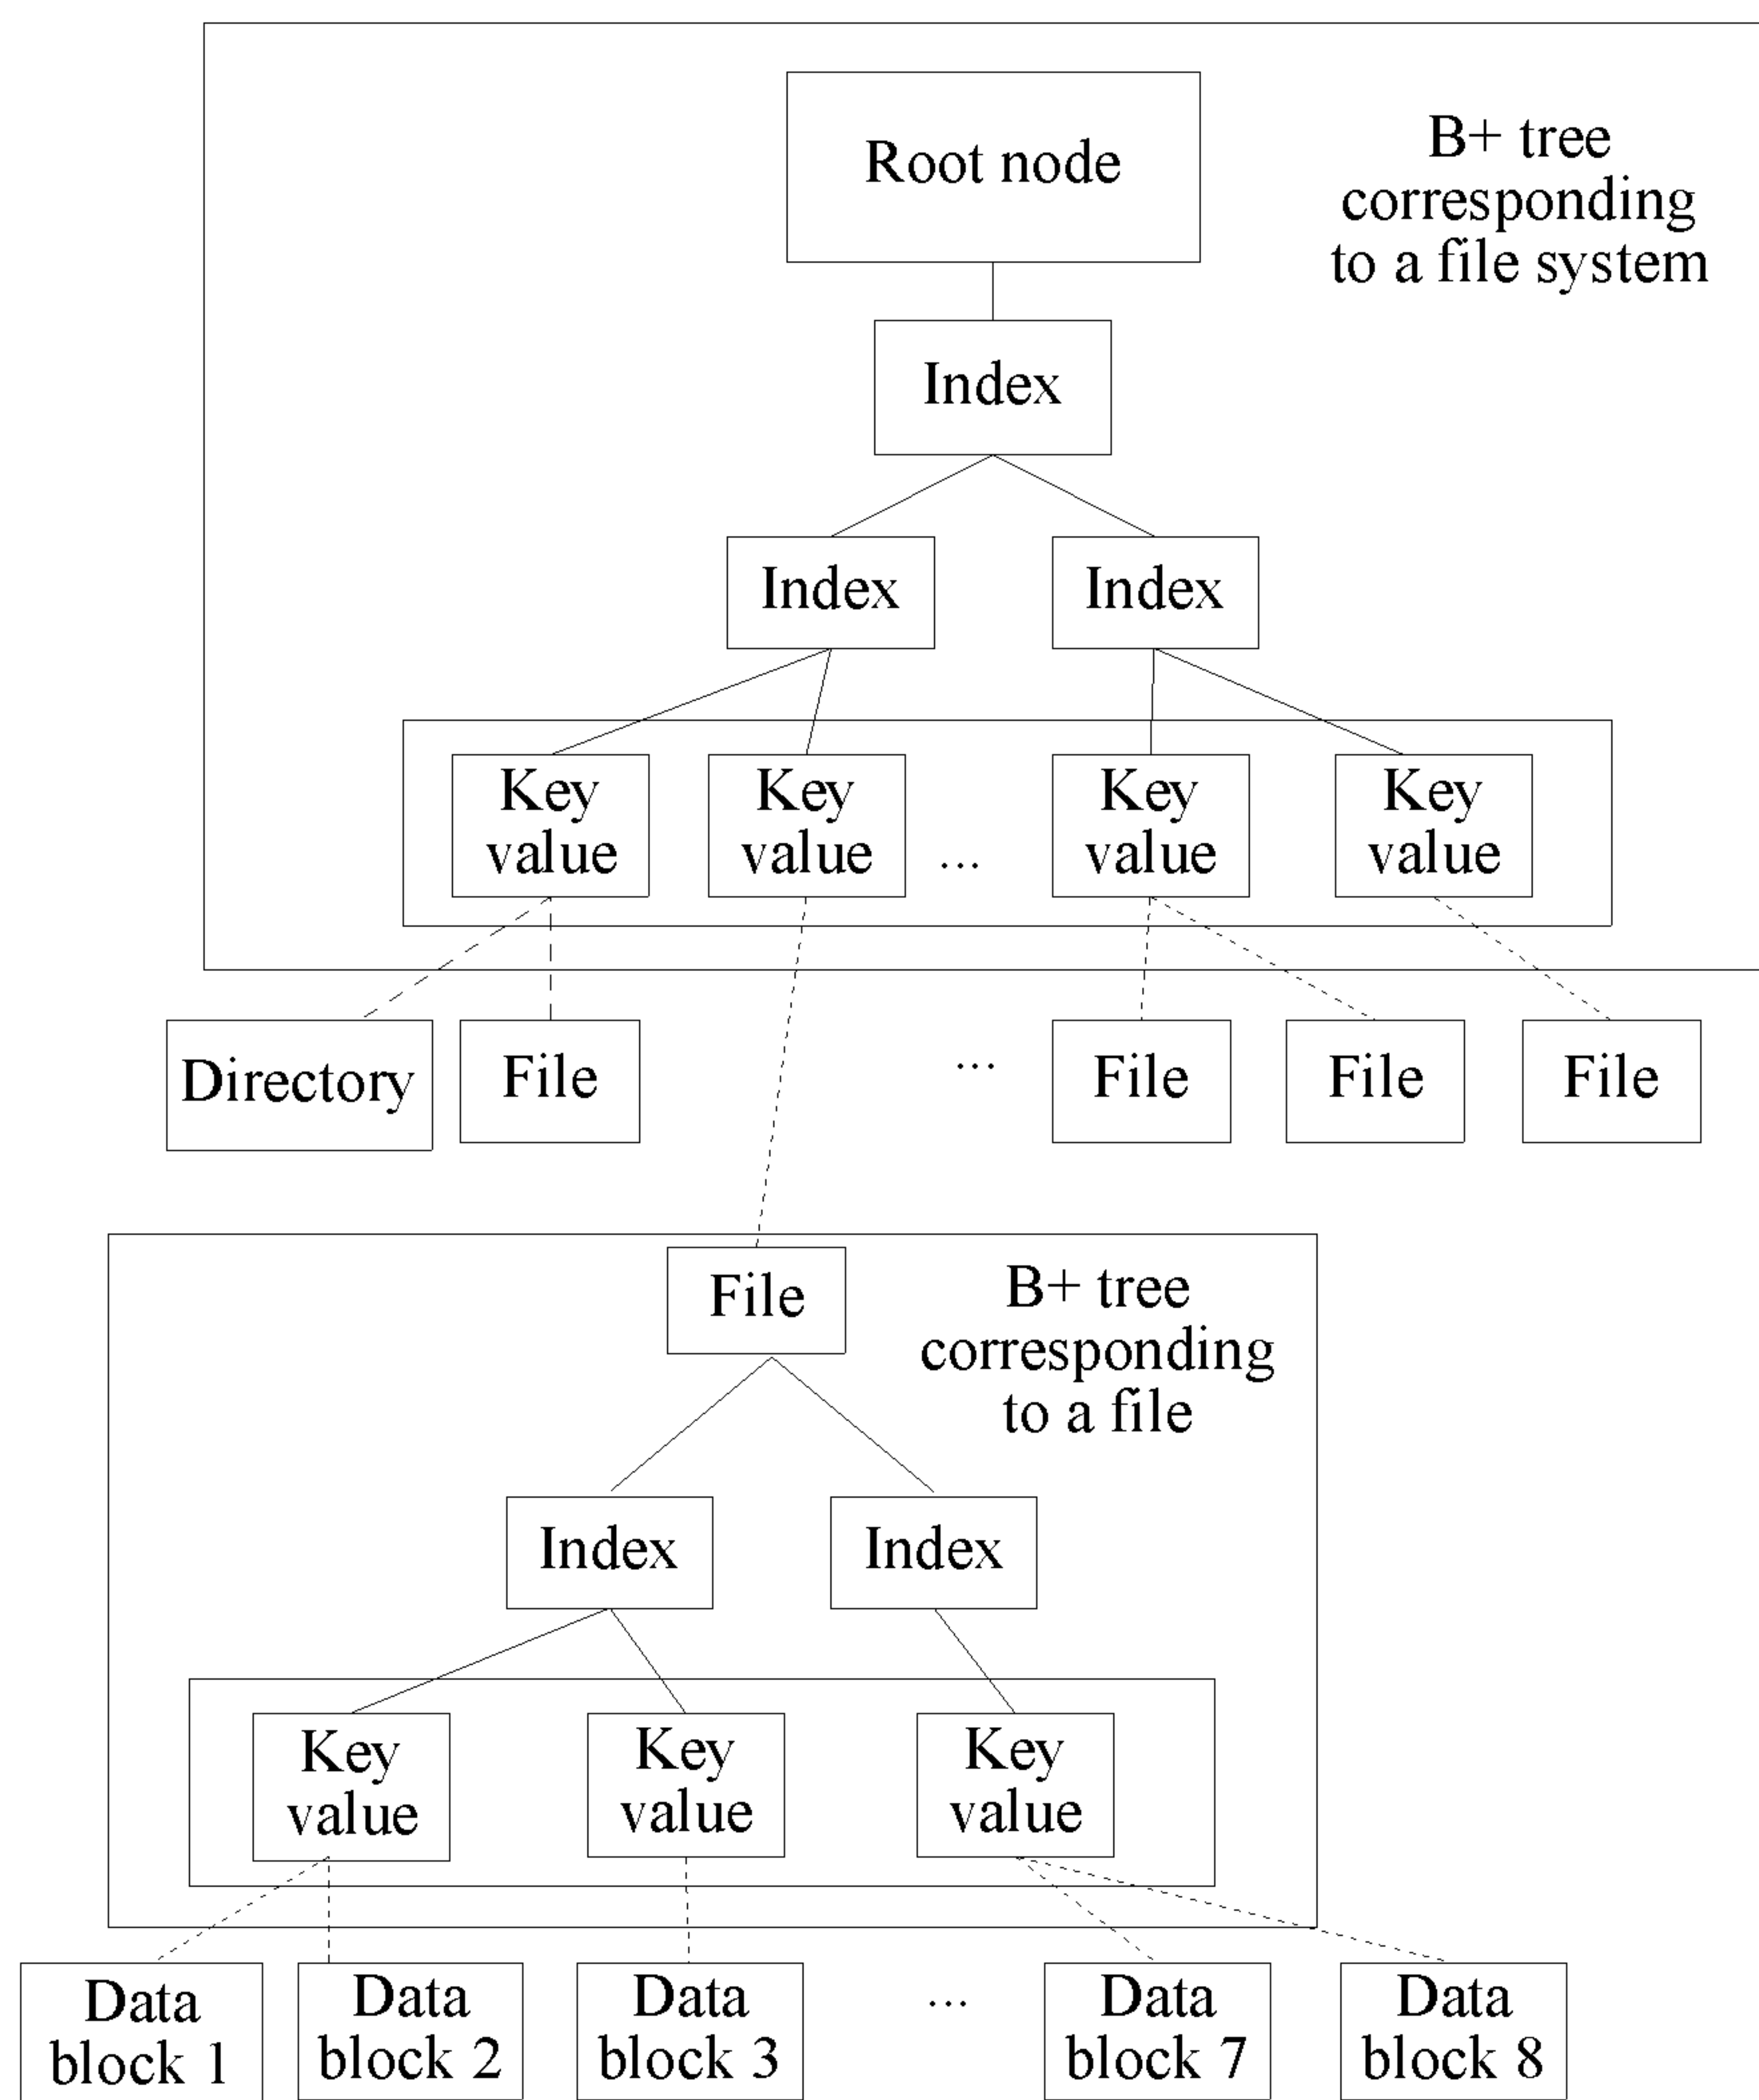 Root node
B+ tree
corresponding
to a file system
Index
Index
Index
Key
value
Key
value
...
Key
value
Key
value
Directory
File
...
File
File
File
File
B+ tree
corresponding
to a file
Index
Index
Key
value
Key
value
Key
value
Data
block 1
Data
block 2
Data
block 3
...
Data
block 7
Data
block 8